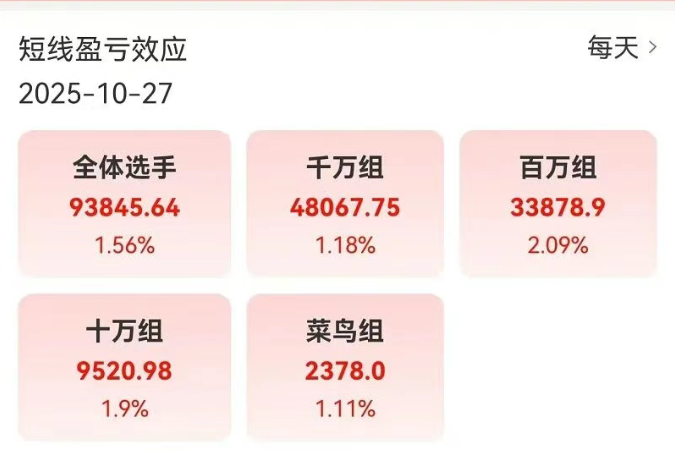 短线盈亏效应
每天 >
2025-10-27
全体选手
93845.64
1.56%
千万组
48067.75
1.18%
百万组
33878.9
2.09%
十万组
9520.98
1.9%
菜鸟组
2378.0
1.11%